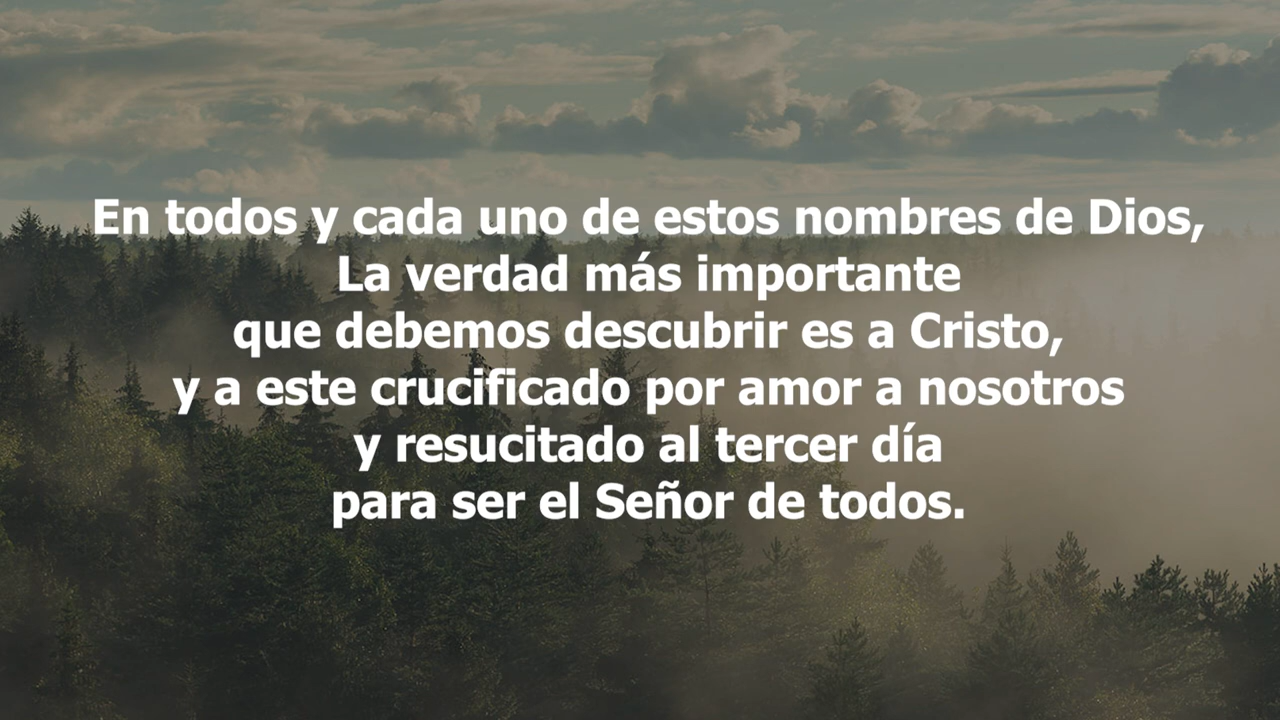 En todos y cada uno de estos nombres de Dios,
La verdad más importante
que debemos descubrir es a Cristo,
y a este crucificado por amor a nosotros
y resucitado al tercer día
para ser el Señor de todos.